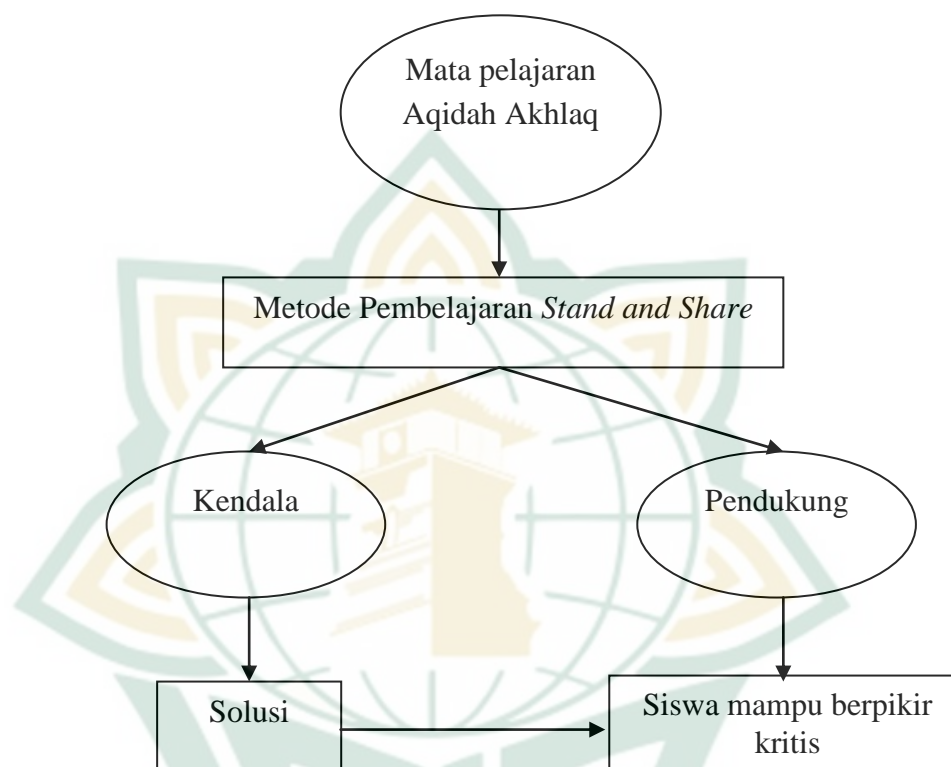 Mata pelajaran
Aqidah Akhlaq
Metode Pembelajaran Stand and Share
Kendala
Pendukung
Solusi
Siswa mampu berpikir
kritis